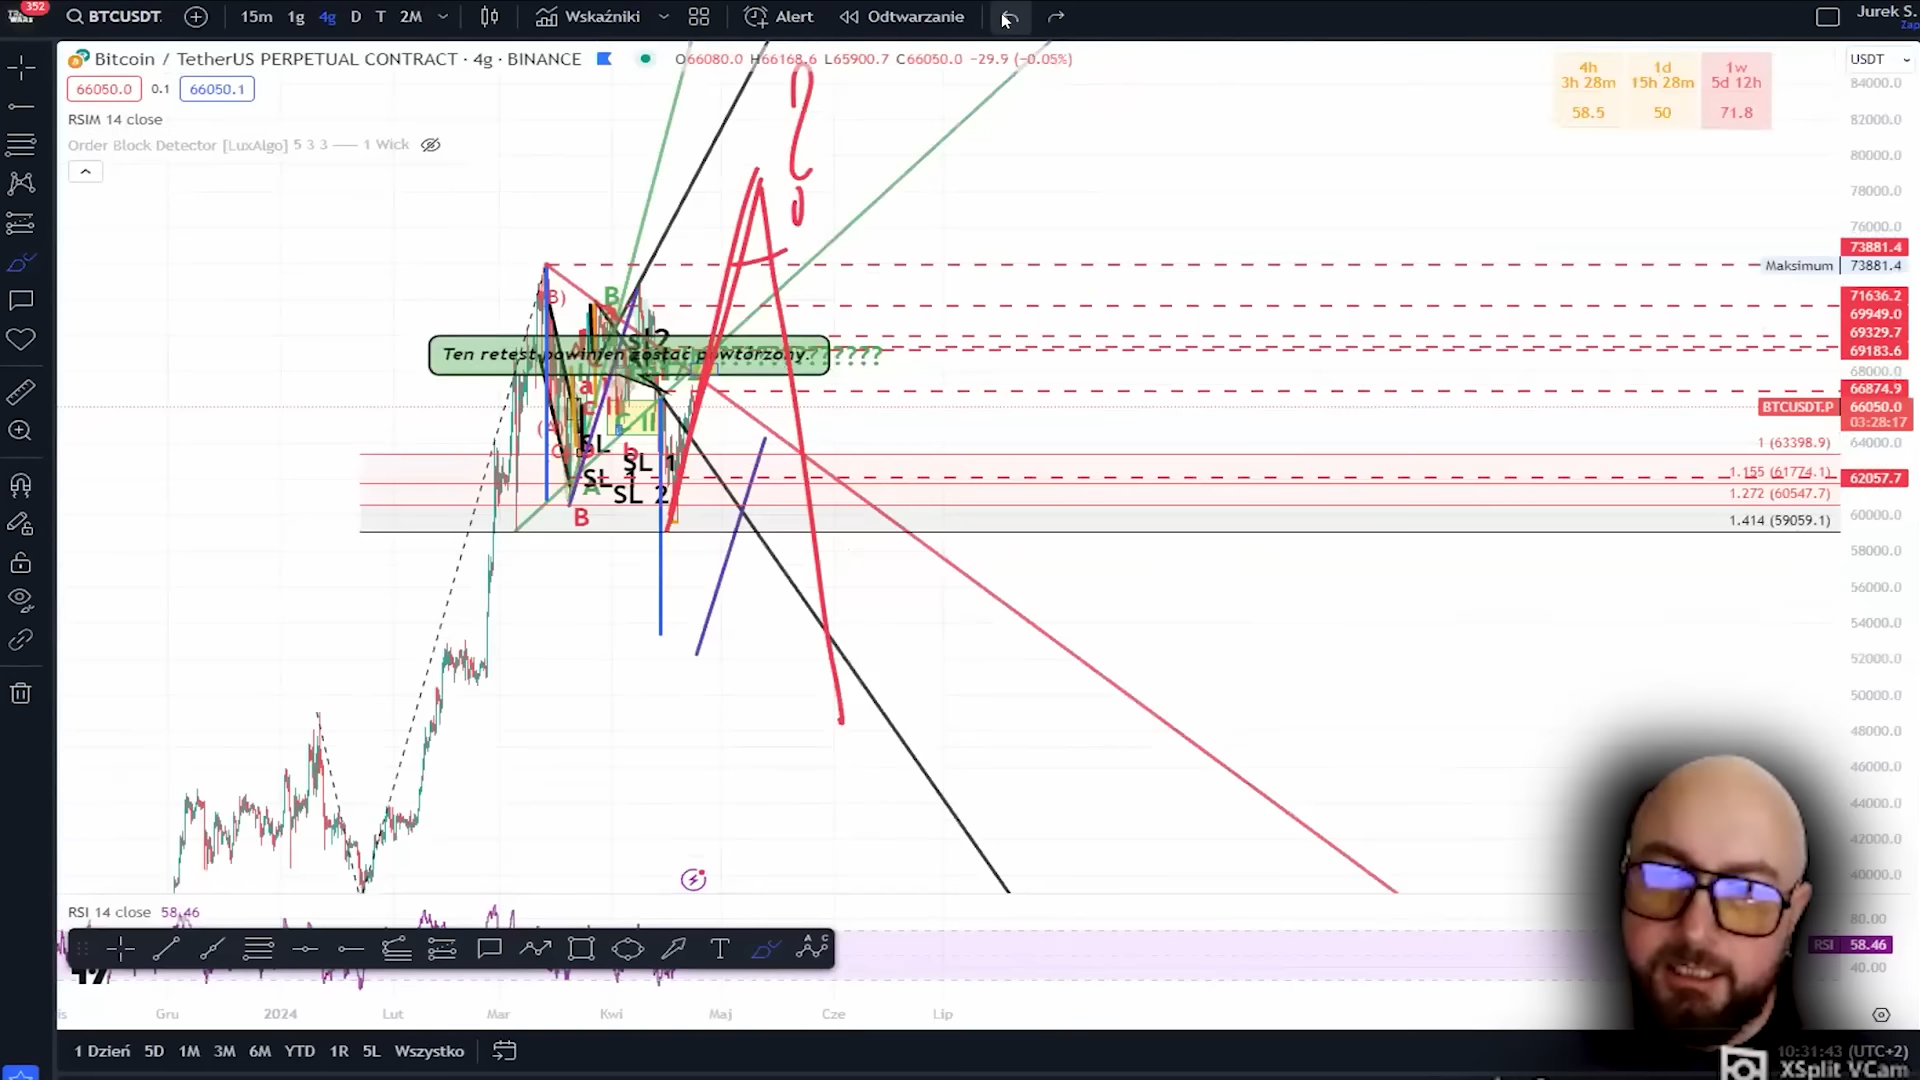 352
BTCUSDT.
15m 1g 4g D T 2M
Wskaźniki
Alert
Odtwarzanie
Jurek S.
Zap
Bitcoin / TetherUS PERPETUAL CONTRACT · 4g · BINANCE
O66080.0 H66168.6 L65900.7 C66050.0 −29.9 (−0.05%)
USDT
66050.0 0.1 66050.1
RSIM 14 close
Order Block Detector [LuxAlgo] 5 3 3 —— 1 Wick
4h 1d 1w
3h 28m 15h 28m 5d 12h
58.5 50 71.8
84000.0
82000.0
80000.0
78000.0
76000.0
73881.4
Maksimum 73881.4
71636.2
69949.0
69329.7
69183.6
68000.0
66874.9
BTCUSDT.P 66050.0
03:28:17
64000.0
1 (63398.9)
1.155 (61774.1)
62057.7
1.272 (60547.7)
60000.0
1.414 (59059.1)
58000.0
56000.0
54000.0
52000.0
50000.0
48000.0
46000.0
44000.0
42000.0
40000.0
B)
B
Ten retest powinien zostać powtórzony.
??????
a
c
(A)
C II
SL
b
SL 1
SL
A
SL 2
B
A
?
RSI 14 close 58.46
80.00
RSI 58.46
40.00
Gru 2024 Lut Mar Kwi Maj Cze Lip
1 Dzień 5D 1M 3M 6M YTD 1R 5L Wszystko
10:31:43 (UTC+2)
XSplit VCam